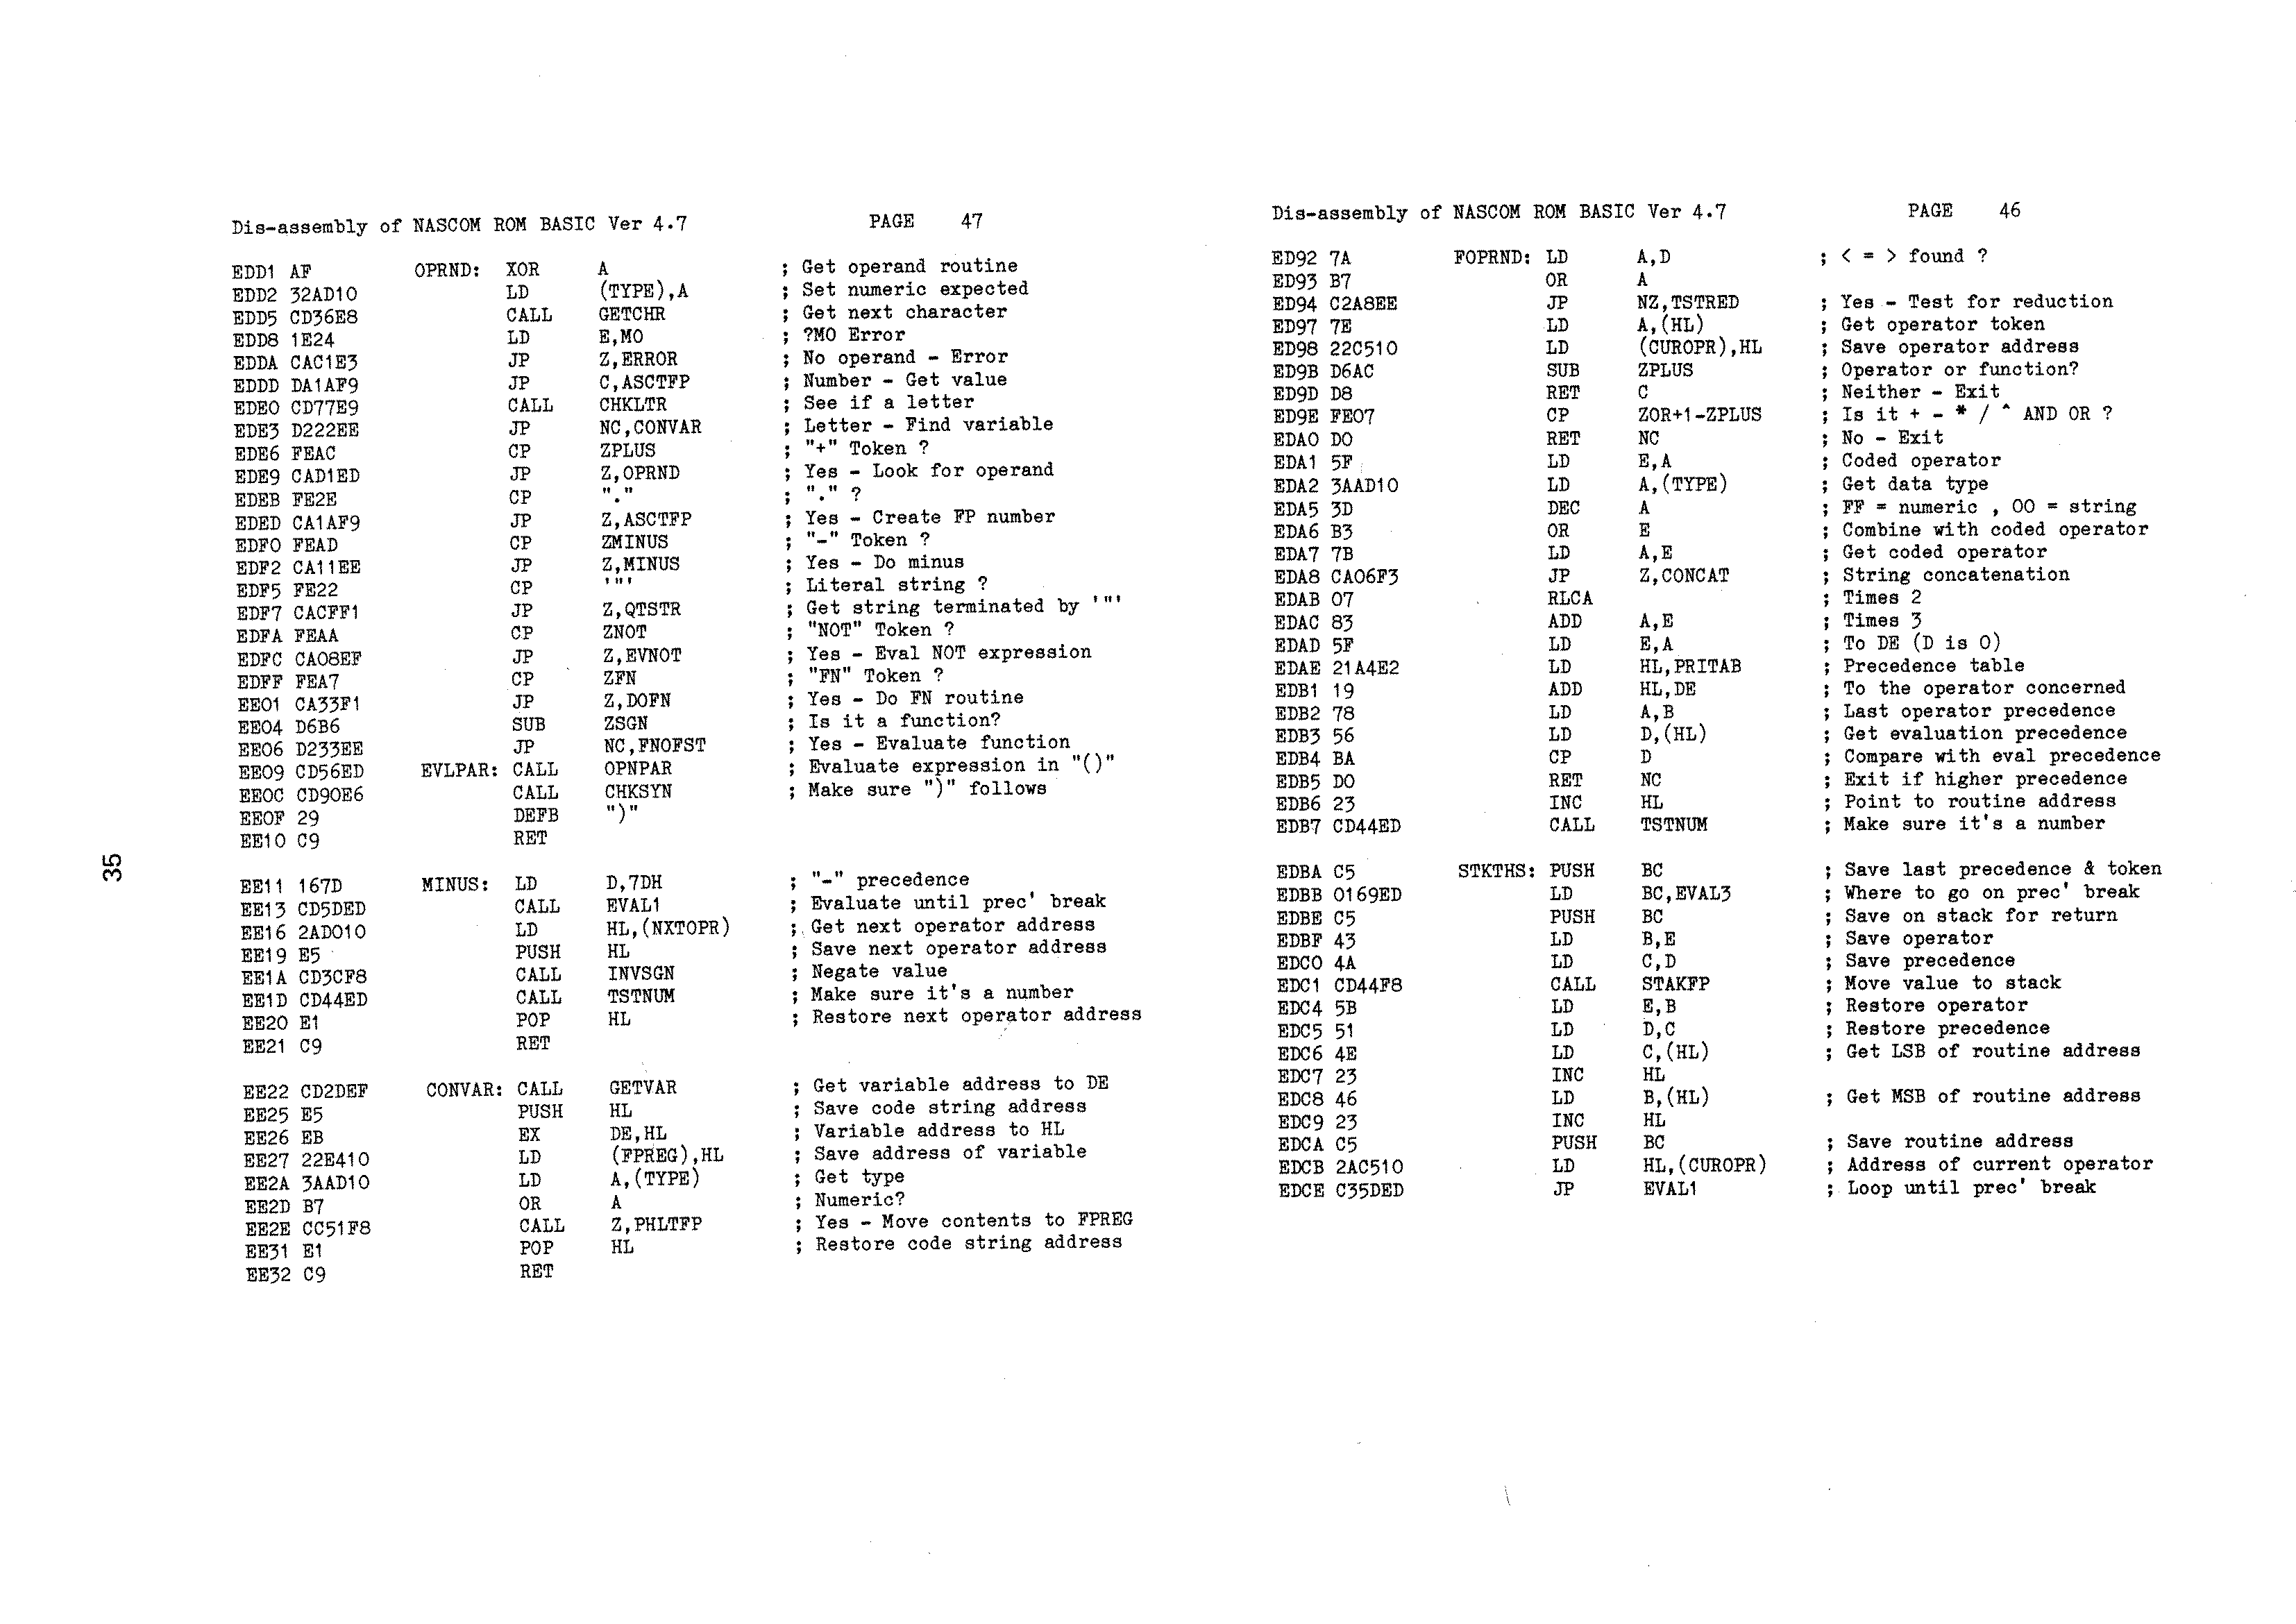 Dis-assembly of NASCOM ROM BASIC Ver 4.7 PAGE 47
EDD1 AF OPRND: XOR A ; Get operand routine
EDD2 32AD10 LD (TYPE),A ; Set numeric expected
EDD5 CD36E8 CALL GETCHR ; Get next character
EDD8 1E24 LD E,MO ; ?MO Error
EDDA CAC1E3 JP Z,ERROR ; No operand - Error
EDDD DA1AF9 JP C,ASCTFP ; Number - Get value
EDE0 CD77E9 CALL CHKLTR ; See if a letter
EDE3 D222EE JP NC,CONVAR ; Letter - Find variable
EDE6 FEAC CP ZPLUS ; "+" Token ?
EDE9 CAD1ED JP Z,OPRND ; Yes - Look for operand
EDEB FE2E CP "." ; "." ?
EDED CA1AF9 JP Z,ASCTFP ; Yes - Create FP number
EDF0 FEAD CP ZMINUS ; "-" Token ?
EDF2 CA11EE JP Z,MINUS ; Yes - Do minus
EDF5 FE22 CP '"' ; Literal string ?
EDF7 CACFF1 JP Z,QTSTR ; Get string terminated by '"'
EDFA FEAA CP ZNOT ; "NOT" Token ?
EDFC CA08EF JP Z,EVNOT ; Yes - Eval NOT expression
EDFF FEA7 CP ZFN ; "FN" Token ?
EE01 CA33F1 JP Z,DOFN ; Yes - Do FN routine
EE04 D6B6 SUB ZSGN ; Is it a function?
EE06 D233EE JP NC,FNOFST ; Yes - Evaluate function
EE09 CD56ED EVLPAR: CALL OPNPAR ; Evaluate expression in "()"
EE0C CD90E6 CALL CHKSYN ; Make sure ")" follows
EE0F 29 DEFB ")"
EE10 C9 RET
EE11 167D MINUS: LD D,7DH ; "-" precedence
EE13 CD5DED CALL EVAL1 ; Evaluate until prec' break
EE16 2AD010 LD HL,(NXTOPR) ; Get next operator address
EE19 E5 PUSH HL ; Save next operator address
EE1A CD3CF8 CALL INVSGN ; Negate value
EE1D CD44ED CALL TSTNUM ; Make sure it's a number
EE20 E1 POP HL ; Restore next operator address
EE21 C9 RET
EE22 CD2DEF CONVAR: CALL GETVAR ; Get variable address to DE
EE25 E5 PUSH HL ; Save code string address
EE26 EB EX DE,HL ; Variable address to HL
EE27 22E410 LD (FPREG),HL ; Save address of variable
EE2A 3AAD10 LD A,(TYPE) ; Get type
EE2D B7 OR A ; Numeric?
EE2E CC51F8 CALL Z,PHLTFP ; Yes - Move contents to FPREG
EE31 E1 POP HL ; Restore code string address
EE32 C9 RET
35
Dis-assembly of NASCOM ROM BASIC Ver 4.7 PAGE 46
ED92 7A FOPRND: LD A,D ; < = > found ?
ED93 B7 OR A
ED94 C2A8EE JP NZ,TSTRED ; Yes - Test for reduction
ED97 7E LD A,(HL) ; Get operator token
ED98 22C510 LD (CUROPR),HL ; Save operator address
ED9B D6AC SUB ZPLUS ; Operator or function?
ED9D D8 RET C ; Neither - Exit
ED9E FE07 CP ZOR+1-ZPLUS ; Is it + - * / ^ AND OR ?
EDA0 D0 RET NC ; No - Exit
EDA1 5F LD E,A ; Coded operator
EDA2 3AAD10 LD A,(TYPE) ; Get data type
EDA5 3D DEC A ; FF = numeric , 00 = string
EDA6 B3 OR E ; Combine with coded operator
EDA7 7B LD A,E ; Get coded operator
EDA8 CA06F3 JP Z,CONCAT ; String concatenation
EDAB 07 RLCA ; Times 2
EDAC 83 ADD A,E ; Times 3
EDAD 5F LD E,A ; To DE (D is 0)
EDAE 21A4E2 LD HL,PRITAB ; Precedence table
EDB1 19 ADD HL,DE ; To the operator concerned
EDB2 78 LD A,B ; Last operator precedence
EDB3 56 LD D,(HL) ; Get evaluation precedence
EDB4 BA CP D ; Compare with eval precedence
EDB5 D0 RET NC ; Exit if higher precedence
EDB6 23 INC HL ; Point to routine address
EDB7 CD44ED CALL TSTNUM ; Make sure it's a number
EDBA C5 STKTHS: PUSH BC ; Save last precedence & token
EDBB 0169ED LD BC,EVAL3 ; Where to go on prec' break
EDBE C5 PUSH BC ; Save on stack for return
EDBF 43 LD B,E ; Save operator
EDC0 4A LD C,D ; Save precedence
EDC1 CD44F8 CALL STAKFP ; Move value to stack
EDC4 5B LD E,B ; Restore operator
EDC5 51 LD D,C ; Restore precedence
EDC6 4E LD C,(HL) ; Get LSB of routine address
EDC7 23 INC HL
EDC8 46 LD B,(HL) ; Get MSB of routine address
EDC9 23 INC HL
EDCA C5 PUSH BC ; Save routine address
EDCB 2AC510 LD HL,(CUROPR) ; Address of current operator
EDCE C35DED JP EVAL1 ; Loop until prec' break